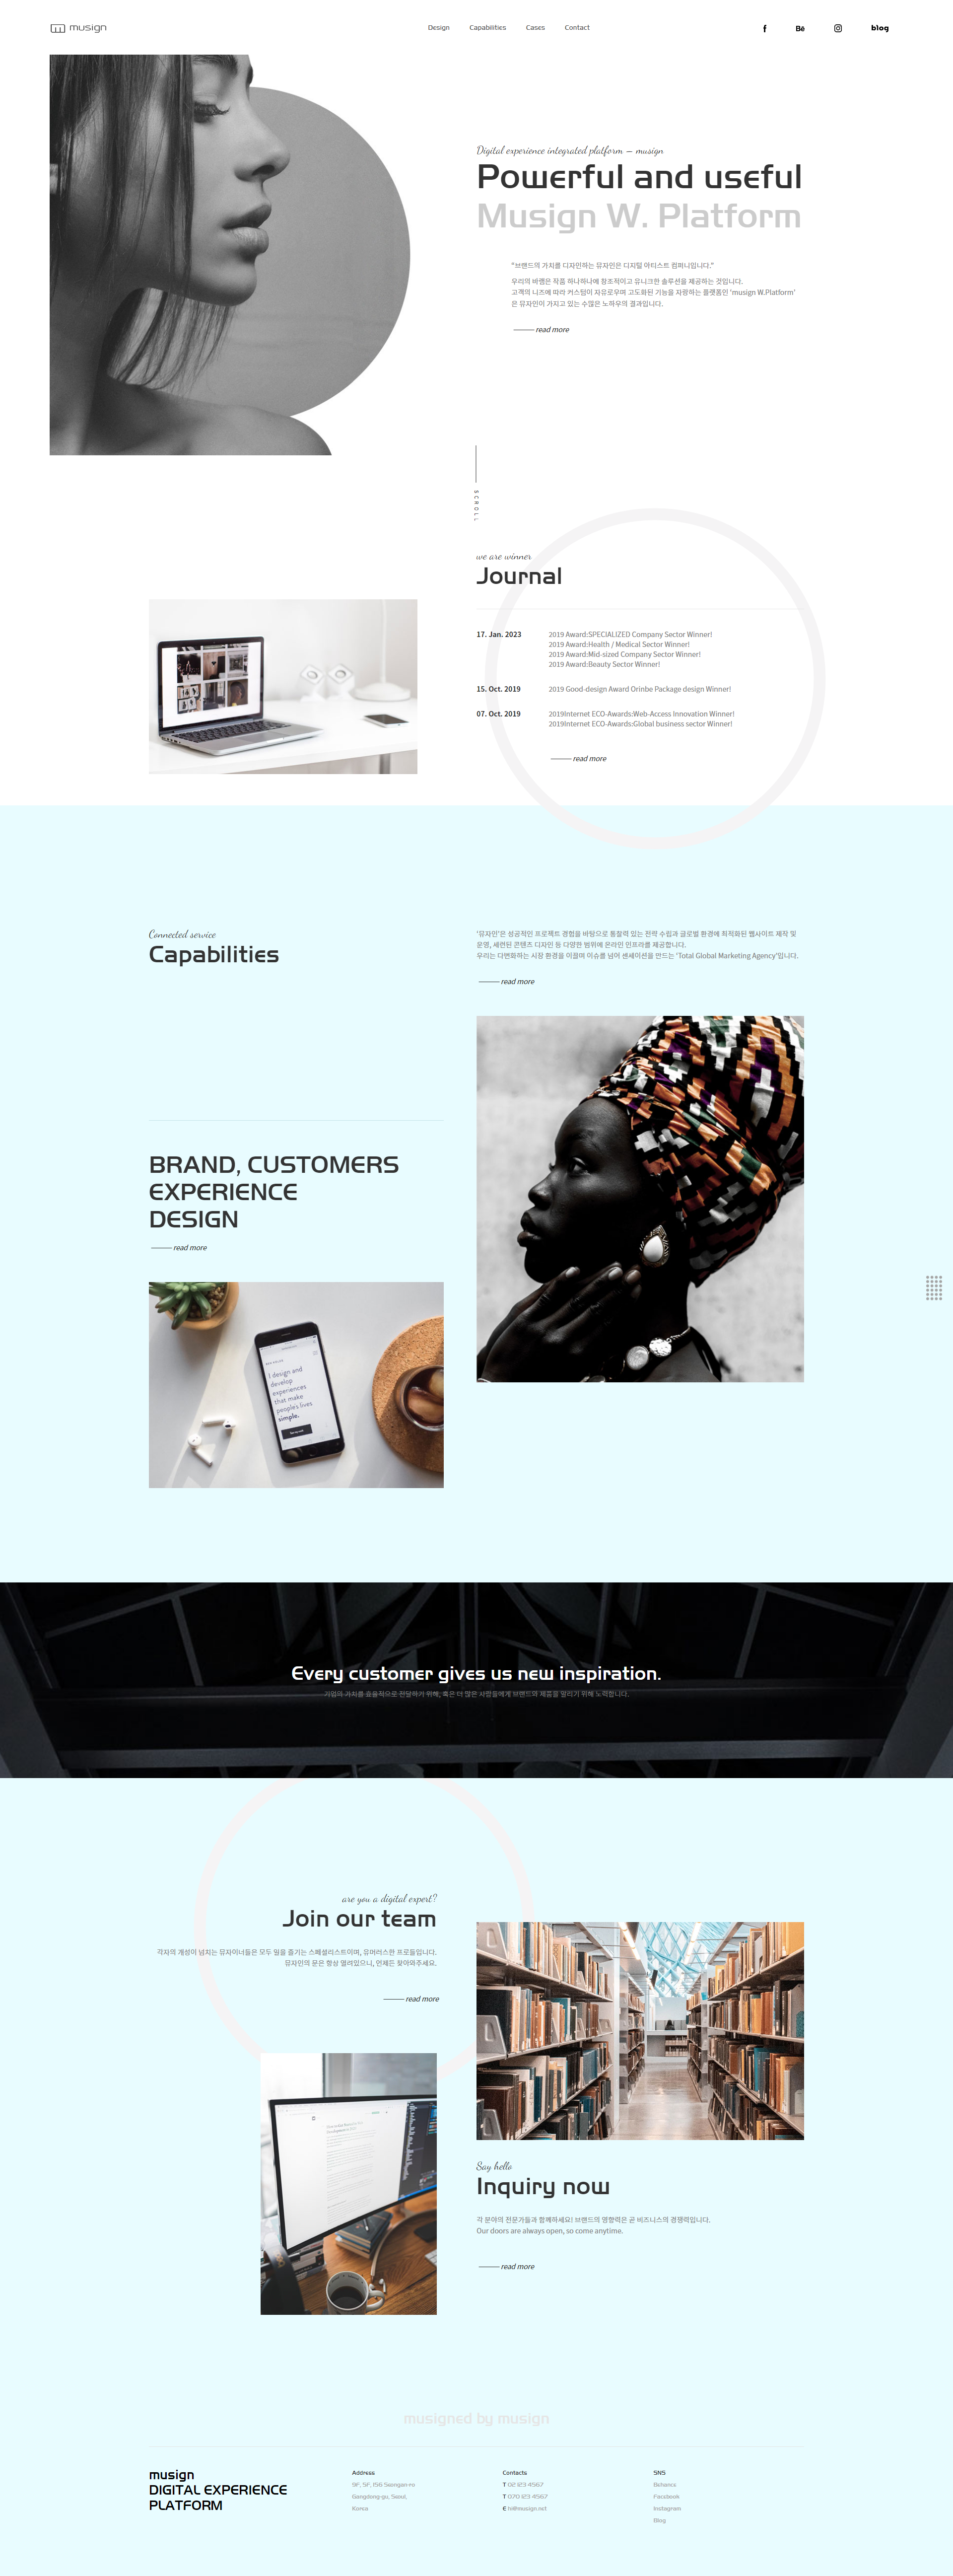 musign
Design
Capabilities
Cases
Contact
f
Bē
blog
Digital experience integrated platform – musign
Powerful and useful
Musign W. Platform
"브랜드의 가치를 디자인하는 뮤자인은 디지털 아티스트 컴퍼니입니다."
우리의 바램은 작품 하나하나에 창조적이고 유니크한 솔루션을 제공하는 것입니다.
고객의 니즈에 따라 커스텀이 자유로우며 고도화된 기능을 자랑하는 플랫폼인 'musign W.Platform'
은 뮤자인이 가지고 있는 수많은 노하우의 결과입니다.
read more
SCROLL
we are winner
Journal
17. Jan. 2023
2019 Award:SPECIALIZED Company Sector Winner!
2019 Award:Health / Medical Sector Winner!
2019 Award:Mid-sized Company Sector Winner!
2019 Award:Beauty Sector Winner!
15. Oct. 2019
2019 Good-design Award Orinbe Package design Winner!
07. Oct. 2019
2019Internet ECO-Awards:Web-Access Innovation Winner!
2019Internet ECO-Awards:Global business sector Winner!
read more
Connected service
Capabilities
'뮤자인'은 성공적인 프로젝트 경험을 바탕으로 통찰력 있는 전략 수립과 글로벌 환경에 최적화된 웹사이트 제작 및
운영, 세련된 콘텐츠 디자인 등 다양한 범위에 온라인 인프라를 제공합니다.
우리는 다변화하는 시장 환경을 이끌며 이슈를 넘어 센세이션을 만드는 'Total Global Marketing Agency'입니다.
read more
BRAND, CUSTOMERS
EXPERIENCE
DESIGN
read more
I design and
develop
experiences
that make
people's lives
simple.
Every customer gives us new inspiration.
기업의 가치를 효율적으로 전달하기 위해, 혹은 더 많은 사람들에게 브랜드와 제품을 알리기 위해 노력합니다.
are you a digital expert?
Join our team
각자의 개성이 넘치는 뮤자이너들은 모두 일을 즐기는 스페셜리스트이며, 유머러스한 프로들입니다.
뮤자인의 문은 항상 열려있으니, 언제든 찾아와주세요.
read more
Say hello
Inquiry now
각 분야의 전문가들과 함께하세요! 브랜드의 영향력은 곧 비즈니스의 경쟁력입니다.
Our doors are always open, so come anytime.
read more
musigned by musign
musign
DIGITAL EXPERIENCE
PLATFORM
Address
9F, 5F, 156 Seongan-ro
Gangdong-gu, Seoul,
Korea
Contacts
T 02 123 4567
T 070 123 4567
E hi@musign.net
SNS
Behance
Facebook
Instagram
Blog